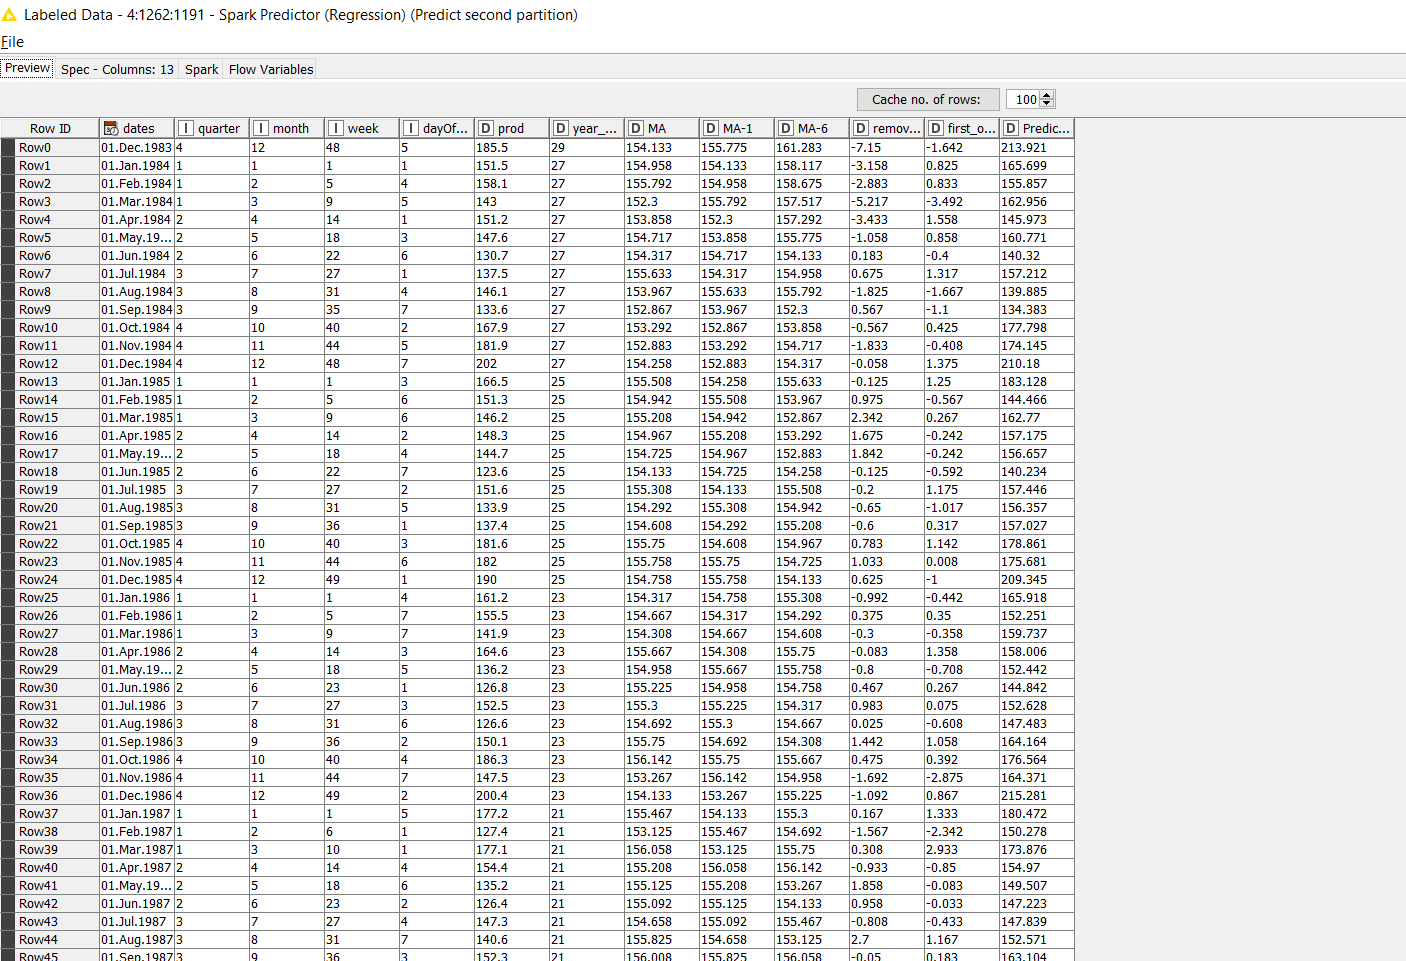 Labeled Data - 4:1262:1191 - Spark Predictor (Regression) (Predict second partition)
File
Preview Spec - Columns: 13 Spark Flow Variables
Cache no. of rows: 100
Row ID dates I quarter I month I week I dayOf... D prod D year_... D MA D MA-1 D MA-6 D remov... D first_o... D Predic...
Row0 01.Dec.1983 4 12 48 5 185.5 29 154.133 155.775 161.283 -7.15 -1.642 213.921
Row1 01.Jan.1984 1 1 1 1 151.5 27 154.958 154.133 158.117 -3.158 0.825 165.699
Row2 01.Feb.1984 1 2 5 4 158.1 27 155.792 154.958 158.675 -2.883 0.833 155.857
Row3 01.Mar.1984 1 3 9 5 143 27 152.3 155.792 157.517 -5.217 -3.492 162.956
Row4 01.Apr.1984 2 4 14 1 151.2 27 153.858 152.3 157.292 -3.433 1.558 145.973
Row5 01.May.19... 2 5 18 3 147.6 27 154.717 153.858 155.775 -1.058 0.858 160.771
Row6 01.Jun.1984 2 6 22 6 130.7 27 154.317 154.717 154.133 0.183 -0.4 140.32
Row7 01.Jul.1984 3 7 27 1 137.5 27 155.633 154.317 154.958 0.675 1.317 157.212
Row8 01.Aug.1984 3 8 31 4 146.1 27 153.967 155.633 155.792 -1.825 -1.667 139.885
Row9 01.Sep.1984 3 9 35 7 133.6 27 152.867 153.967 152.3 0.567 -1.1 134.383
Row10 01.Oct.1984 4 10 40 2 167.9 27 153.292 152.867 153.858 -0.567 0.425 177.798
Row11 01.Nov.1984 4 11 44 5 181.9 27 152.883 153.292 154.717 -1.833 -0.408 174.145
Row12 01.Dec.1984 4 12 48 7 202 27 154.258 152.883 154.317 -0.058 1.375 210.18
Row13 01.Jan.1985 1 1 1 3 166.5 25 155.508 154.258 155.633 -0.125 1.25 183.128
Row14 01.Feb.1985 1 2 5 6 151.3 25 154.942 155.508 153.967 0.975 -0.567 144.466
Row15 01.Mar.1985 1 3 9 6 146.2 25 155.208 154.942 152.867 2.342 0.267 162.77
Row16 01.Apr.1985 2 4 14 2 148.3 25 154.967 155.208 153.292 1.675 -0.242 157.175
Row17 01.May.19... 2 5 18 4 144.7 25 154.725 154.967 152.883 1.842 -0.242 156.657
Row18 01.Jun.1985 2 6 22 7 123.6 25 154.133 154.725 154.258 -0.125 -0.592 140.234
Row19 01.Jul.1985 3 7 27 2 151.6 25 155.308 154.133 155.508 -0.2 1.175 157.446
Row20 01.Aug.1985 3 8 31 5 133.9 25 154.292 155.308 154.942 -0.65 -1.017 156.357
Row21 01.Sep.1985 3 9 36 1 137.4 25 154.608 154.292 155.208 -0.6 0.317 157.027
Row22 01.Oct.1985 4 10 40 3 181.6 25 155.75 154.608 154.967 0.783 1.142 178.861
Row23 01.Nov.1985 4 11 44 6 182 25 155.758 155.75 154.725 1.033 0.008 175.681
Row24 01.Dec.1985 4 12 49 1 190 25 154.758 155.758 154.133 0.625 -1 209.345
Row25 01.Jan.1986 1 1 1 4 161.2 23 154.317 154.758 155.308 -0.992 -0.442 165.918
Row26 01.Feb.1986 1 2 5 7 155.5 23 154.667 154.317 154.292 0.375 0.35 152.251
Row27 01.Mar.1986 1 3 9 7 141.9 23 154.308 154.667 154.608 -0.3 -0.358 159.737
Row28 01.Apr.1986 2 4 14 3 164.6 23 155.667 154.308 155.75 -0.083 1.358 158.006
Row29 01.May.19... 2 5 18 5 136.2 23 154.958 155.667 155.758 -0.8 -0.708 152.442
Row30 01.Jun.1986 2 6 23 1 126.8 23 155.225 154.958 154.758 0.467 0.267 144.842
Row31 01.Jul.1986 3 7 27 3 152.5 23 155.3 155.225 154.317 0.983 0.075 152.628
Row32 01.Aug.1986 3 8 31 6 126.6 23 154.692 155.3 154.667 0.025 -0.608 147.483
Row33 01.Sep.1986 3 9 36 2 150.1 23 155.75 154.692 154.308 1.442 1.058 164.164
Row34 01.Oct.1986 4 10 40 4 186.3 23 156.142 155.75 155.667 0.475 0.392 176.564
Row35 01.Nov.1986 4 11 44 7 147.5 23 153.267 156.142 154.958 -1.692 -2.875 164.371
Row36 01.Dec.1986 4 12 49 2 200.4 23 154.133 153.267 155.225 -1.092 0.867 215.281
Row37 01.Jan.1987 1 1 1 5 177.2 21 155.467 154.133 155.3 0.167 1.333 180.472
Row38 01.Feb.1987 1 2 6 1 127.4 21 153.125 155.467 154.692 -1.567 -2.342 150.278
Row39 01.Mar.1987 1 3 10 1 177.1 21 156.058 153.125 155.75 0.308 2.933 173.876
Row40 01.Apr.1987 2 4 14 4 154.4 21 155.208 156.058 156.142 -0.933 -0.85 154.97
Row41 01.May.19... 2 5 18 6 135.2 21 155.125 155.208 153.267 1.858 -0.083 149.507
Row42 01.Jun.1987 2 6 23 2 126.4 21 155.092 155.125 154.133 0.958 -0.033 147.223
Row43 01.Jul.1987 3 7 27 4 147.3 21 154.658 155.092 155.467 -0.808 -0.433 147.839
Row44 01.Aug.1987 3 8 31 7 140.6 21 155.825 154.658 153.125 2.7 1.167 152.571
Row45 01.Sep.1987 3 9 36 3 152.3 21 156.008 155.825 156.058 -0.05 0.183 163.104